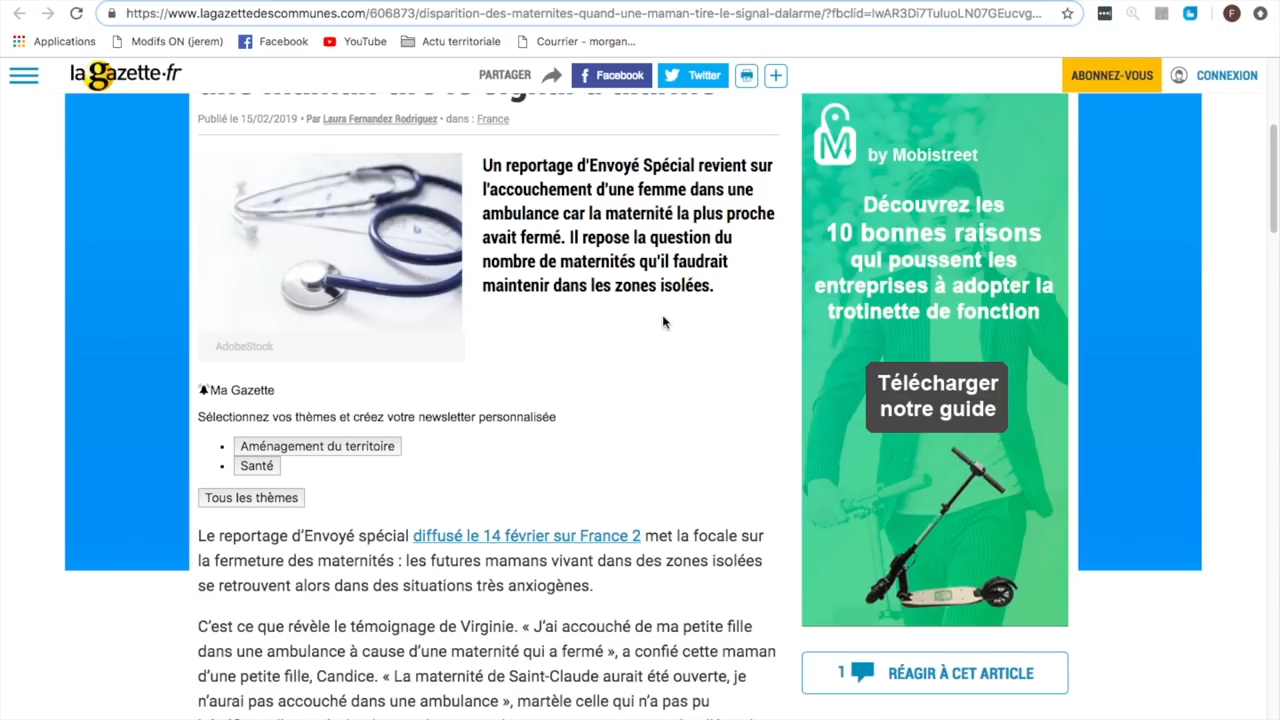 https://www.lagazettedescommunes.com/606873/disparition-des-maternites-quand-une-maman-tire-le-signal-dalarme/?fbclid=IwAR3Di7TuIuoLN07GEucvg...
F
Applications
Modifs ON (jerem)
Facebook
YouTube
Actu territoriale
Courrier - morgan...
la gazette.fr
PARTAGER
Facebook
Twitter
ABONNEZ-VOUS
CONNEXION
une maman tire le signal d'alarme
Publié le 15/02/2019 • Par Laura Fernandez Rodriguez • dans : France
Un reportage d'Envoyé Spécial revient sur
l'accouchement d'une femme dans une
ambulance car la maternité la plus proche
avait fermé. Il repose la question du
nombre de maternités qu'il faudrait
maintenir dans les zones isolées.
AdobeStock
Ma Gazette
Sélectionnez vos thèmes et créez votre newsletter personnalisée
• Aménagement du territoire
• Santé
Tous les thèmes
Le reportage d'Envoyé spécial diffusé le 14 février sur France 2 met la focale sur
la fermeture des maternités : les futures mamans vivant dans des zones isolées
se retrouvent alors dans des situations très anxiogènes.
C'est ce que révèle le témoignage de Virginie. « J'ai accouché de ma petite fille
dans une ambulance à cause d'une maternité qui a fermé », a confié cette maman
d'une petite fille, Candice. « La maternité de Saint-Claude aurait été ouverte, je
n'aurai pas accouché dans une ambulance », martèle celle qui n'a pas pu
M by Mobistreet
Découvrez les
10 bonnes raisons
qui poussent les
entreprises à adopter la
trotinette de fonction
Télécharger
notre guide
1 RÉAGIR À CET ARTICLE